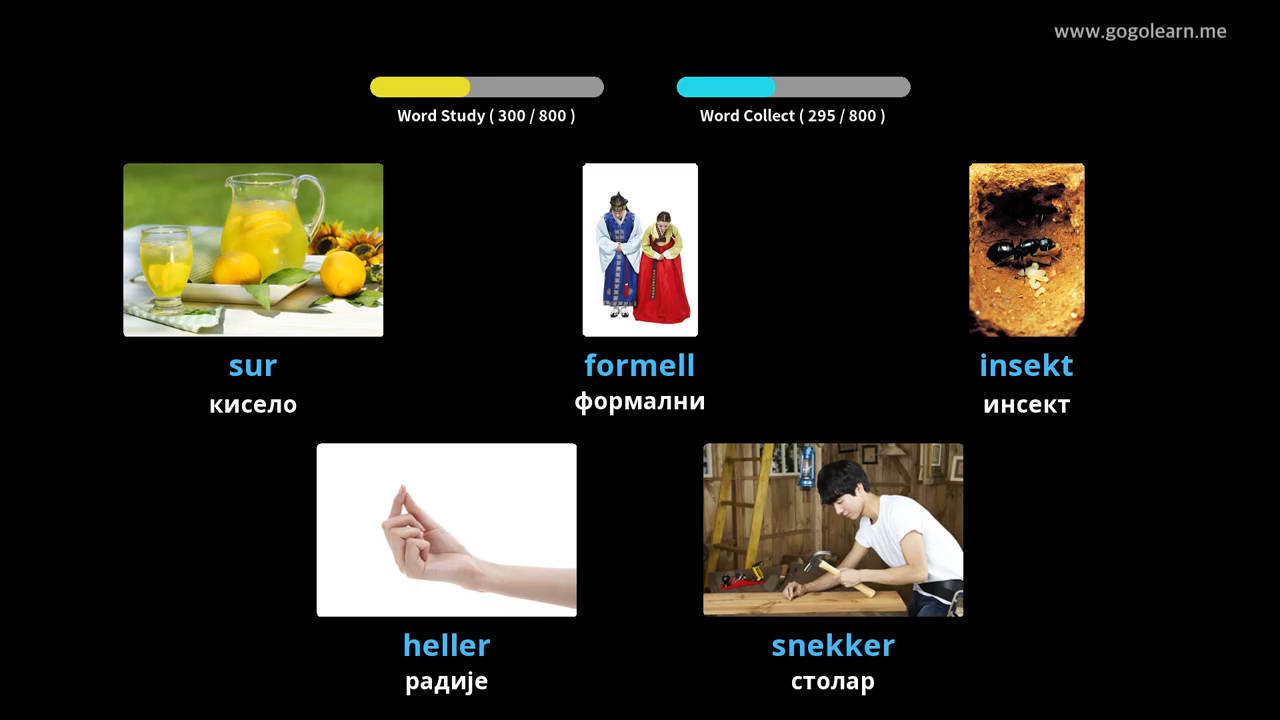 www.gogolearn.me
Word Study ( 300 / 800 )
Word Collect ( 295 / 800 )
sur
кисело
formell
формални
insekt
инсект
heller
радије
snekker
столар